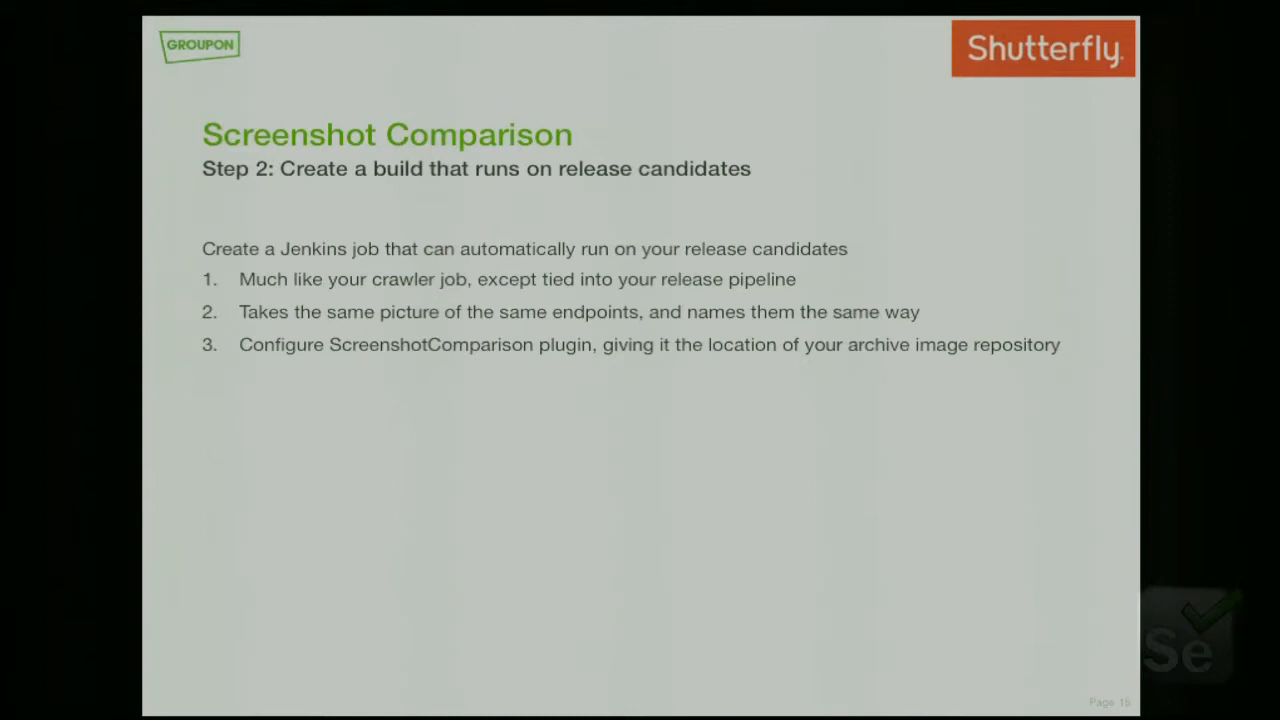 GROUPON
Shutterfly.
Screenshot Comparison
Step 2: Create a build that runs on release candidates
Create a Jenkins job that can automatically run on your release candidates
1. Much like your crawler job, except tied into your release pipeline
2. Takes the same picture of the same endpoints, and names them the same way
3. Configure ScreenshotComparison plugin, giving it the location of your archive image repository
Se
Page 15